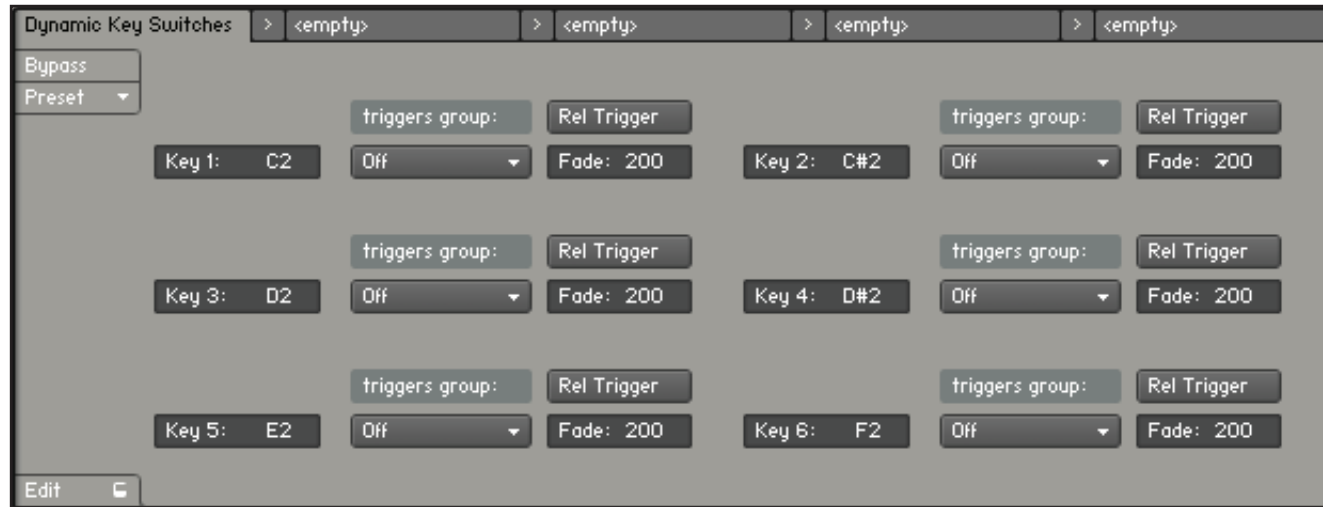 Dynamic Key Switches > <empty> > <empty> > <empty> > <empty>
Bypass
Preset
triggers group: Rel Trigger triggers group: Rel Trigger
Key 1: C2 Off Fade: 200 Key 2: C#2 Off Fade: 200
triggers group: Rel Trigger triggers group: Rel Trigger
Key 3: D2 Off Fade: 200 Key 4: D#2 Off Fade: 200
triggers group: Rel Trigger triggers group: Rel Trigger
Key 5: E2 Off Fade: 200 Key 6: F2 Off Fade: 200
Edit